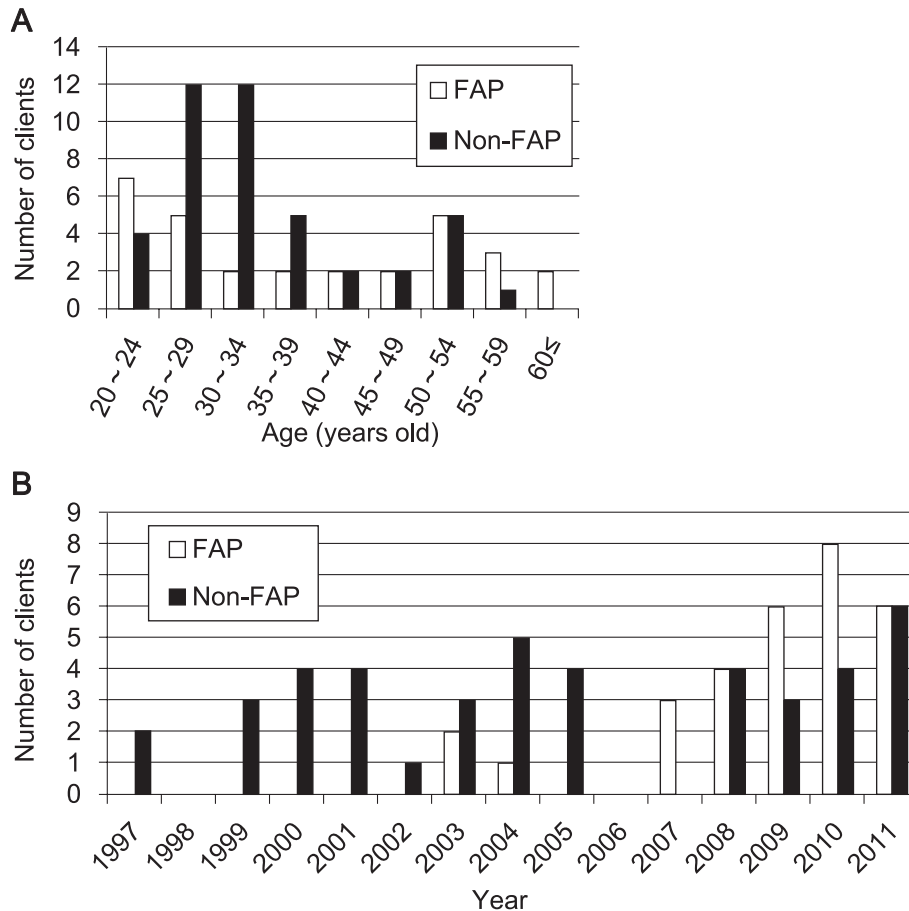 A
14
12
10
8
6
4
2
0
Number of clients
FAP
Non-FAP
20 ~ 24
25 ~ 29
30 ~ 34
35 ~ 39
40 ~ 44
45 ~ 49
50 ~ 54
55 ~ 59
60≤
Age (years old)
B
9
8
7
6
5
4
3
2
1
0
Number of clients
FAP
Non-FAP
1997
1998
1999
2000
2001
2002
2003
2004
2005
2006
2007
2008
2009
2010
2011
Year